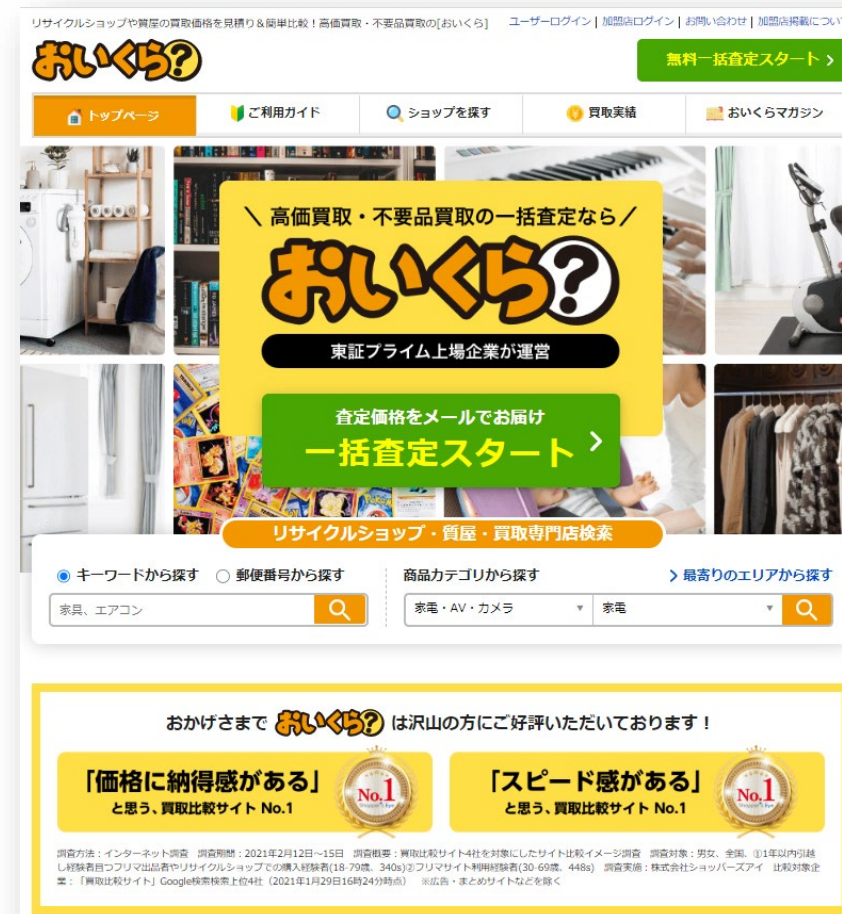 リサイクルショップや質屋の買取価格を見積り＆簡単比較！高価買取・不要品買取の[おいくら]
ユーザーログイン | 加盟店ログイン | お問い合わせ | 加盟店掲載につい
おいくら?
無料一括査定スタート >
トップページ
ご利用ガイド
ショップを探す
買取実績
おいくらマガジン
\ 高価買取・不要品買取の一括査定なら /
おいくら?
東証プライム上場企業が運営
査定価格をメールでお届け
一括査定スタート >
リサイクルショップ・質屋・買取専門店検索
キーワードから探す
郵便番号から探す
商品カテゴリから探す
> 最寄りのエリアから探す
家具、エアコン
家電・AV・カメラ
家電
おかげさまで おいくら? は沢山の方にご好評いただいております！
「価格に納得感がある」
と思う、買取比較サイト No.1
No.1
「スピード感がある」
と思う、買取比較サイト No.1
No.1
調査方法：インターネット調査 調査期間：2021年2月12日～15日 調査概要：買取比較サイト4社を対象にしたサイト比較イメージ調査 調査対象：男女、全国、①1年以内引越
し経験者且つフリマ出品者やリサイクルショップでの購入経験者(18-79歳、340s)②フリマサイト利用経験者(30-69歳、448s) 調査実施：株式会社ショッパーズアイ 比較対象企
業：「買取比較サイト」Google検索検索上位4社（2021年1月29日16時24分時点） ※広告・まとめサイトなどを除く